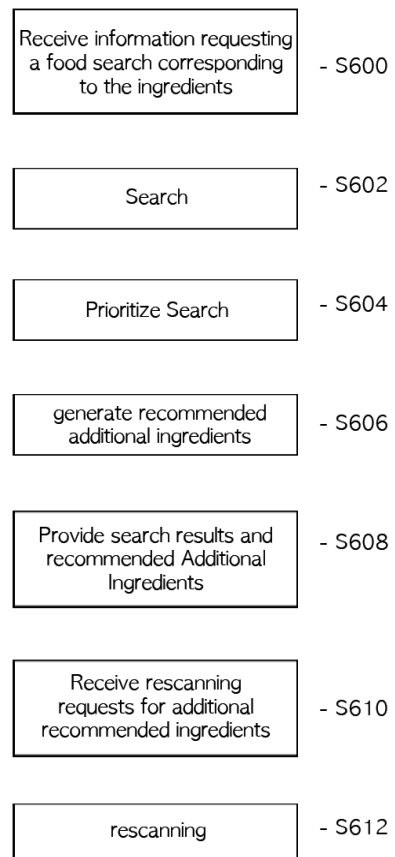 Receive information requesting
a food search corresponding
to the ingredients
- S600
Search
- S602
Prioritize Search
- S604
generate recommended
additional ingredients
- S606
Provide search results and
recommended Additional
Ingredients
- S608
Receive rescanning
requests for additional
recommended ingredients
- S610
rescanning
- S612